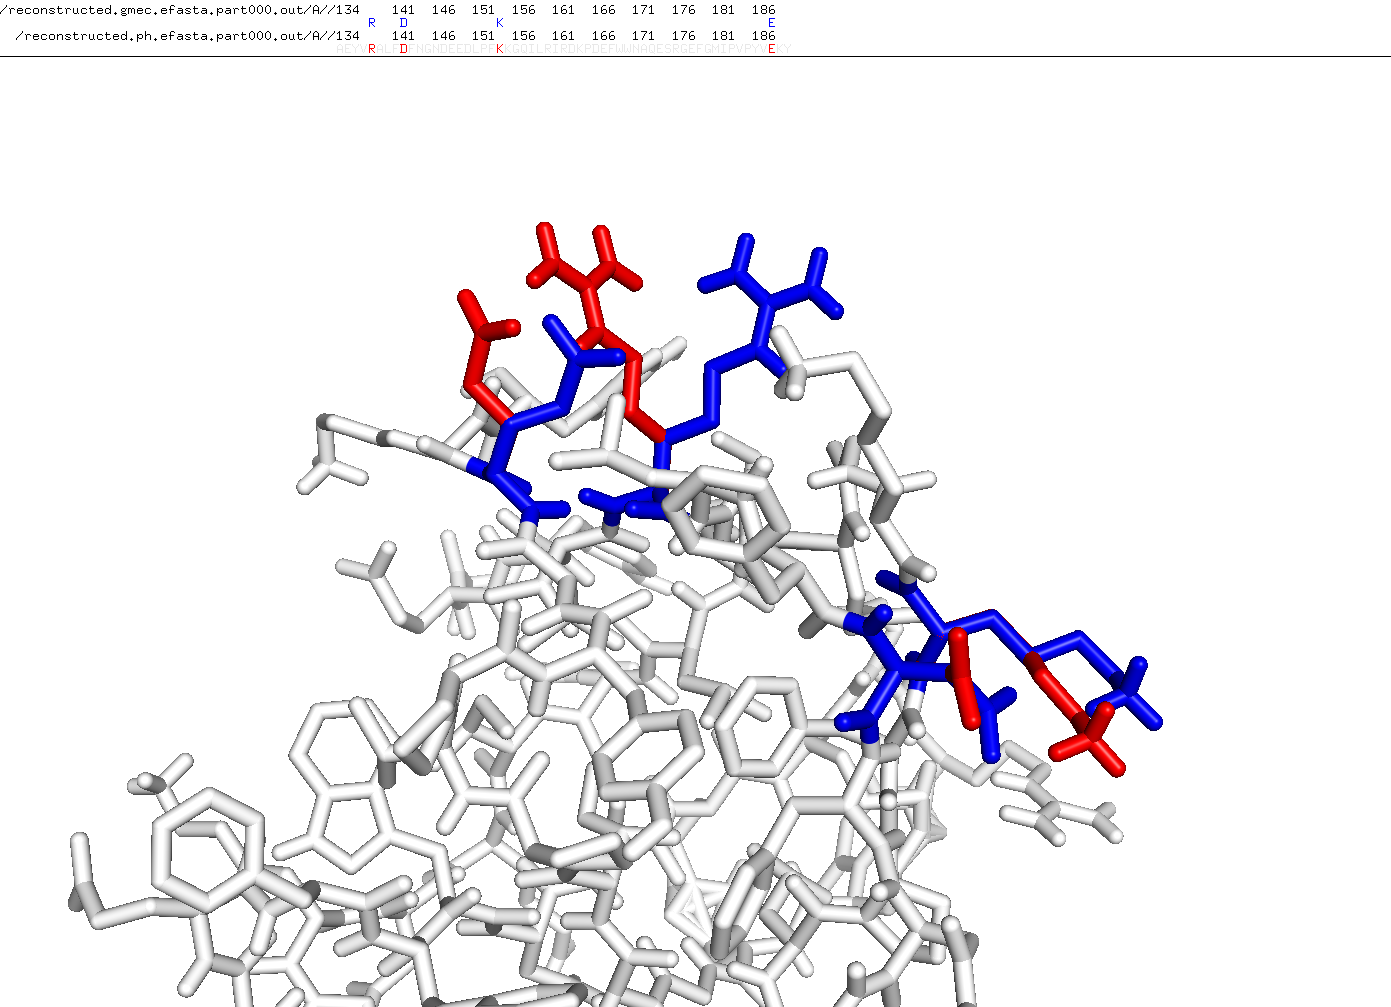 /reconstructed.gmec.efasta.part000.out/A//134 141 146 151 156 161 166 171 176 181 186
R D K E
/reconstructed.ph.efasta.part000.out/A//134 141 146 151 156 161 166 171 176 181 186
AEYVRALFDFNGNDEEDLPFKKGQILRIRDKPDEFWWNAQESRGEFGMIPVPYVEKY